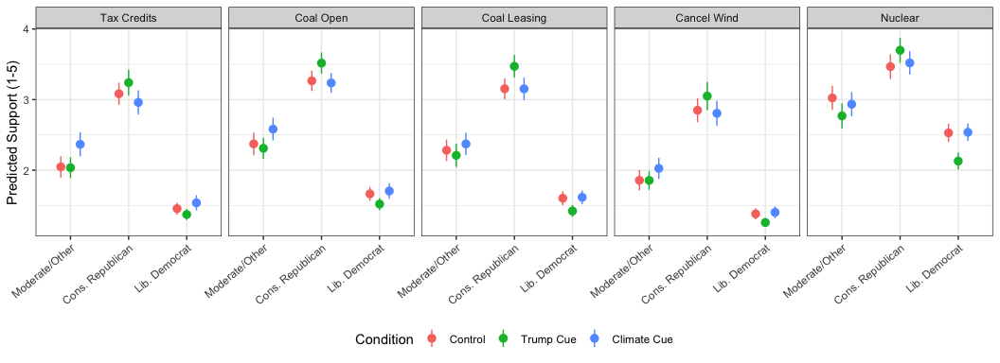 Tax Credits
Coal Open
Coal Leasing
Cancel Wind
Nuclear
Predicted Support (1-5)
4
3
2
Moderate/Other
Cons. Republican
Lib. Democrat
Moderate/Other
Cons. Republican
Lib. Democrat
Moderate/Other
Cons. Republican
Lib. Democrat
Moderate/Other
Cons. Republican
Lib. Democrat
Moderate/Other
Cons. Republican
Lib. Democrat
Condition Control Trump Cue Climate Cue